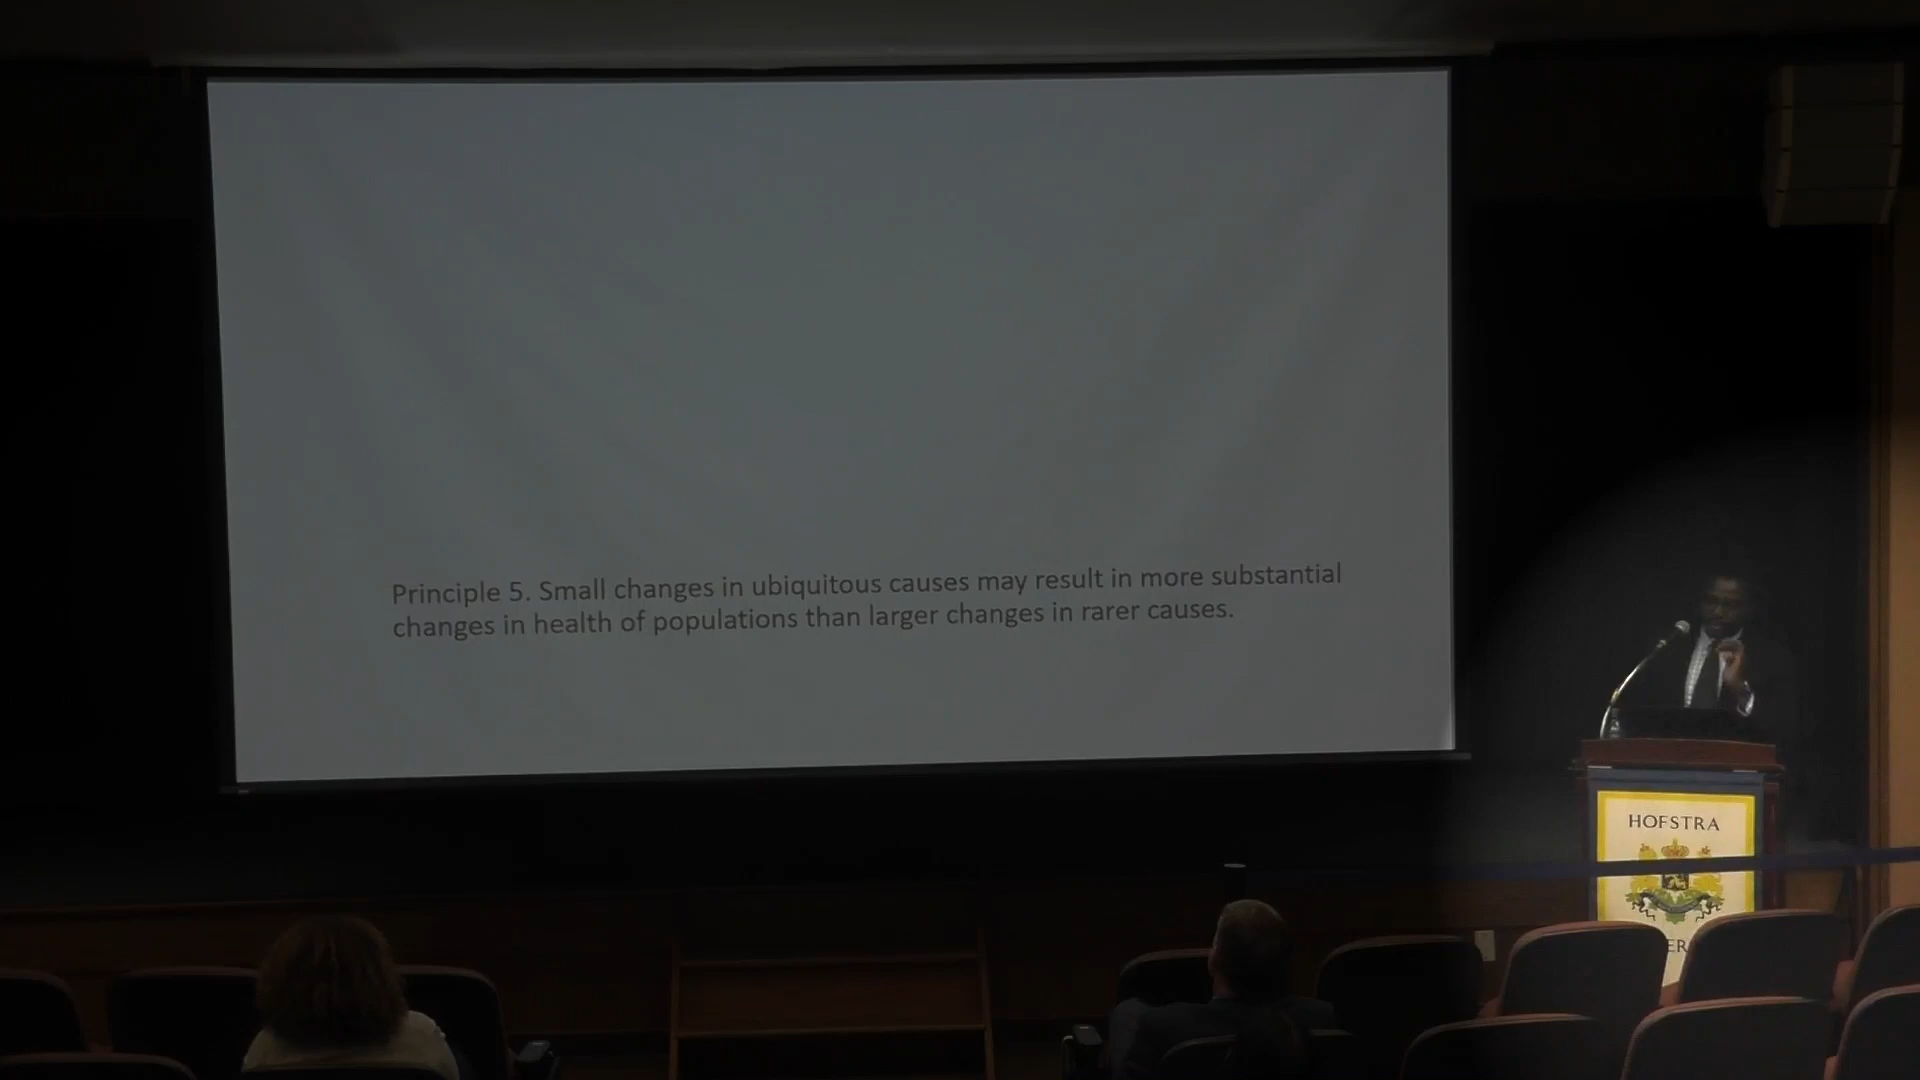 Principle 5. Small changes in ubiquitous causes may result in more substantial
changes in health of populations than larger changes in rarer causes.
HOFSTRA